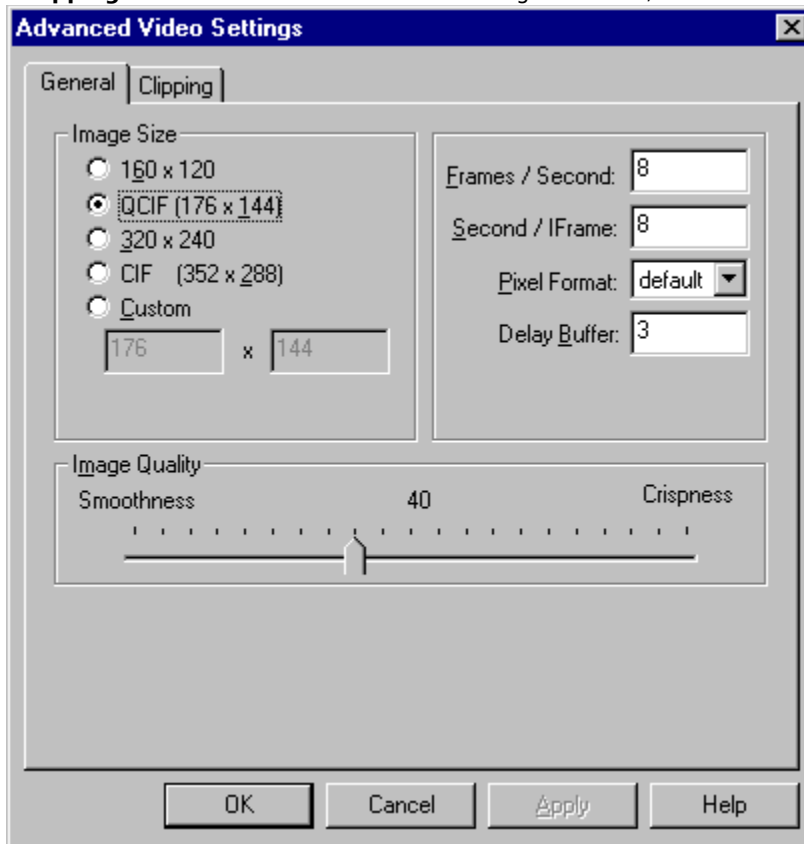 Advanced Video Settings
General
Clipping
Image Size
160 x 120
QCIF (176 x 144)
320 x 240
CIF (352 x 288)
Custom
176 x 144
Frames / Second: 8
Second / IFrame: 8
Pixel Format: default
Delay Buffer: 3
Image Quality
Smoothness 40 Crispness
OK Cancel Apply Help